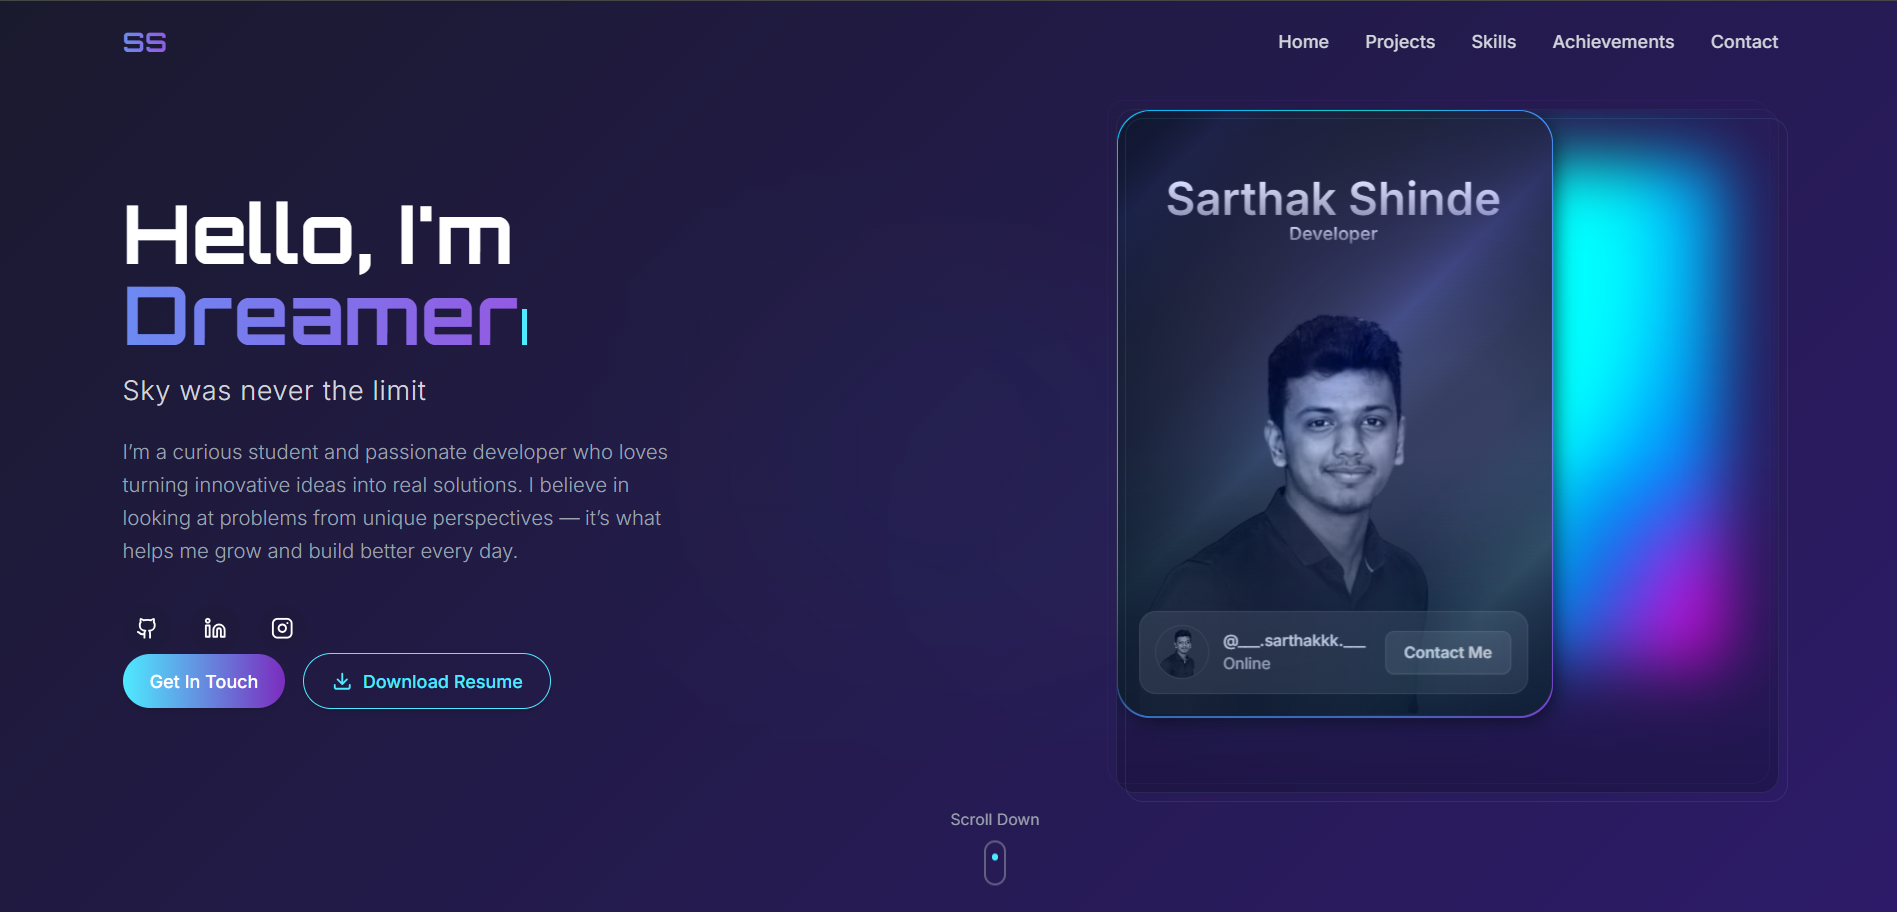 SS
Home Projects Skills Achievements Contact
Hello, I'm
Dreamer
Sky was never the limit
I’m a curious student and passionate developer who loves
turning innovative ideas into real solutions. I believe in
looking at problems from unique perspectives — it’s what
helps me grow and build better every day.
Get In Touch
Download Resume
Sarthak Shinde
Developer
@___.sarthakkk.___
Online
Contact Me
Scroll Down